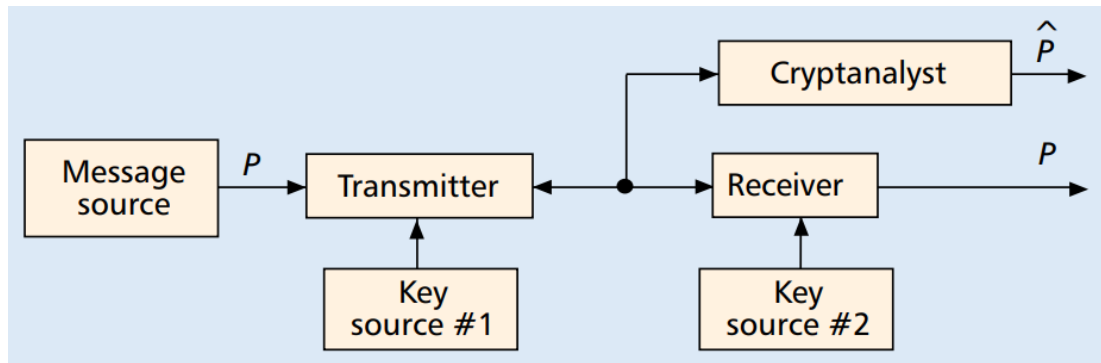 P̂
Cryptanalyst
Message
source
P
Transmitter
Receiver
P
Key
source #1
Key
source #2